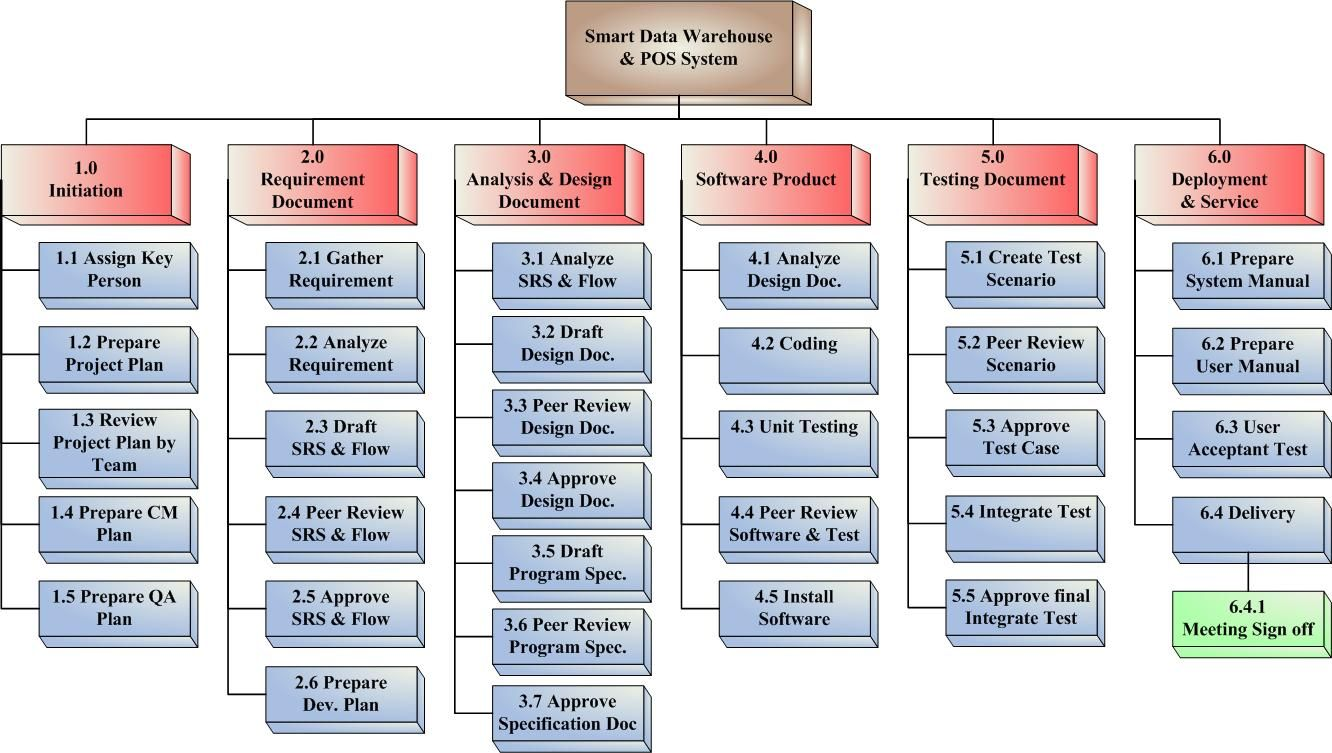 Smart Data Warehouse
& POS System
1.0
Initiation
1.1 Assign Key
Person
1.2 Prepare
Project Plan
1.3 Review
Project Plan by
Team
1.4 Prepare CM
Plan
1.5 Prepare QA
Plan
2.0
Requirement
Document
2.1 Gather
Requirement
2.2 Analyze
Requirement
2.3 Draft
SRS & Flow
2.4 Peer Review
SRS & Flow
2.5 Approve
SRS & Flow
2.6 Prepare
Dev. Plan
3.0
Analysis & Design
Document
3.1 Analyze
SRS & Flow
3.2 Draft
Design Doc.
3.3 Peer Review
Design Doc.
3.4 Approve
Design Doc.
3.5 Draft
Program Spec.
3.6 Peer Review
Program Spec.
3.7 Approve
Specification Doc
4.0
Software Product
4.1 Analyze
Design Doc.
4.2 Coding
4.3 Unit Testing
4.4 Peer Review
Software & Test
4.5 Install
Software
5.0
Testing Document
5.1 Create Test
Scenario
5.2 Peer Review
Scenario
5.3 Approve
Test Case
5.4 Integrate Test
5.5 Approve final
Integrate Test
6.0
Deployment
& Service
6.1 Prepare
System Manual
6.2 Prepare
User Manual
6.3 User
Acceptant Test
6.4 Delivery
6.4.1
Meeting Sign off